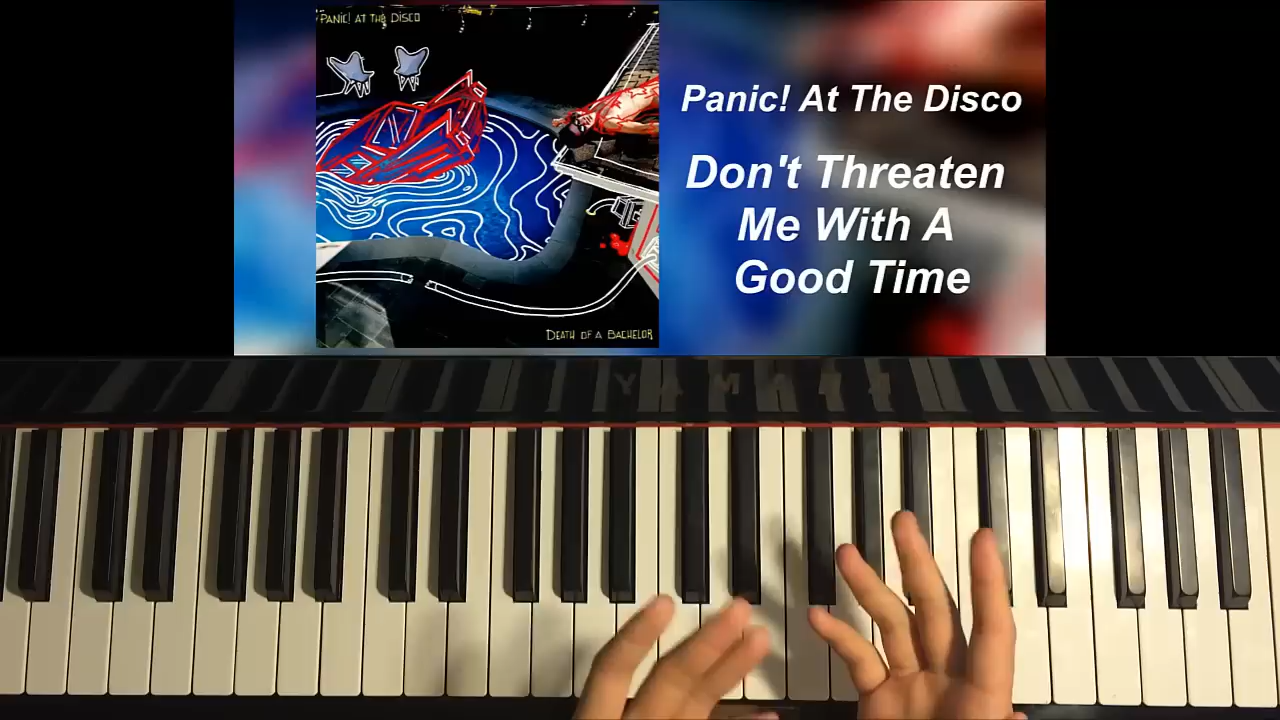 PANIC! AT THE DISCO
DEATH OF A BACHELOR
Panic! At The Disco
Don't Threaten
Me With A
Good Time